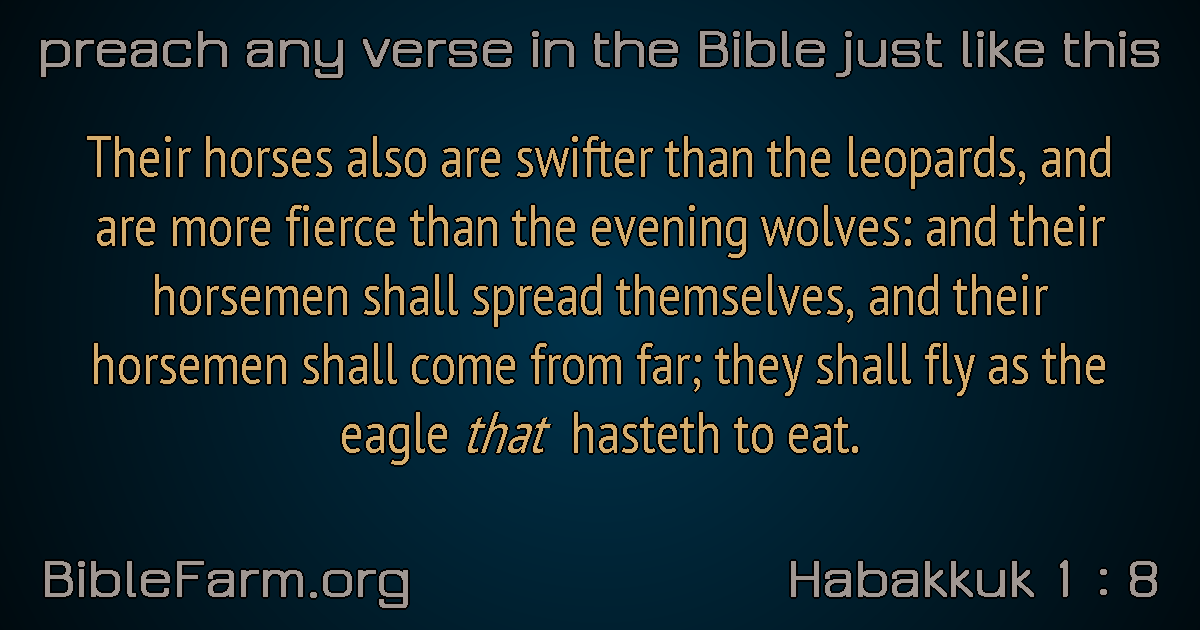 preach any verse in the Bible just like this
Their horses also are swifter than the leopards, and
are more fierce than the evening wolves: and their
horsemen shall spread themselves, and their
horsemen shall come from far; they shall fly as the
eagle that hasteth to eat.
BibleFarm.org
Habakkuk 1 : 8